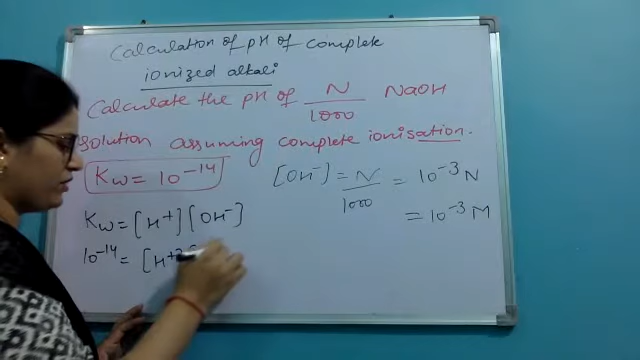 Calculation of pH of complete
ionized alkali
Calculate the pH of N/1000 NaOH
solution assuming complete ionisation.
Kw = 10⁻¹⁴
[OH⁻] = N/1000 = 10⁻³ N
= 10⁻³ M
Kw = [H⁺][OH⁻]
10⁻¹⁴ = [H⁺]